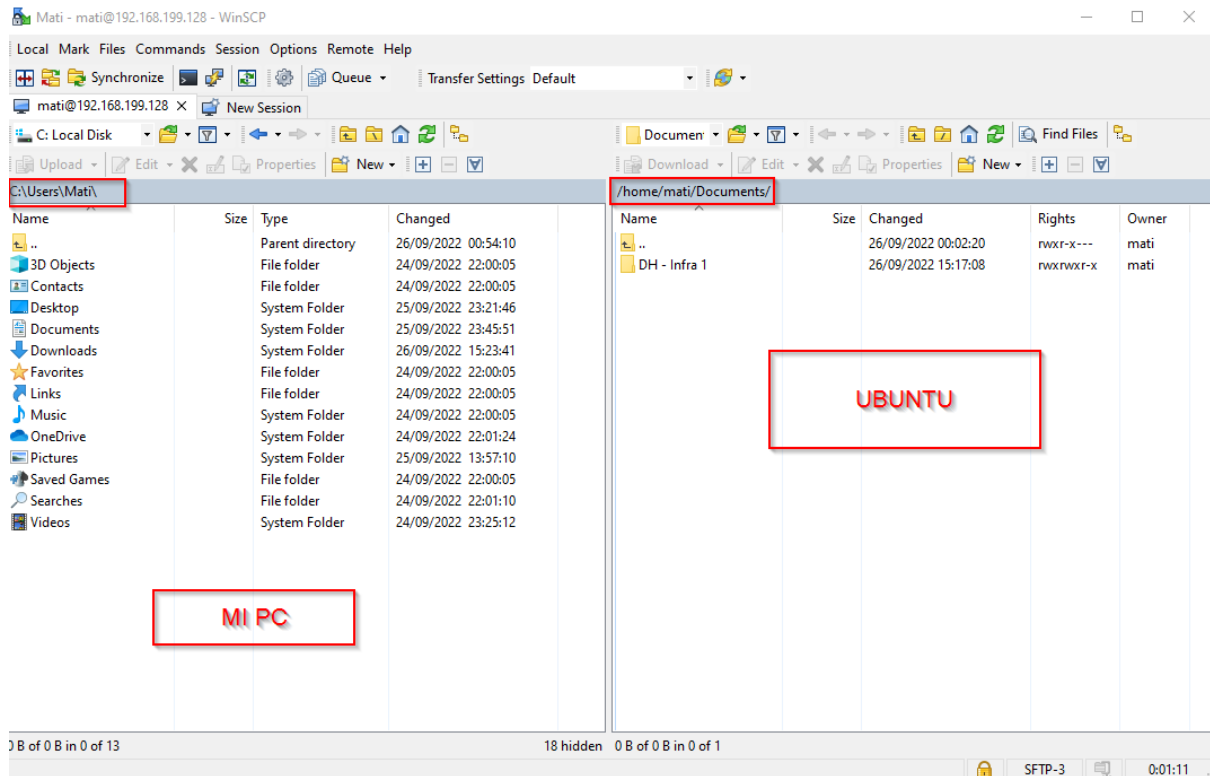 Mati - mati@192.168.199.128 - WinSCP
Local Mark Files Commands Session Options Remote Help
Synchronize Queue Transfer Settings Default
mati@192.168.199.128 × New Session
C: Local Disk Documen Find Files
Upload Edit Properties New Download Edit Properties New
C:\Users\Mati\ /home/mati/Documents/
Name Size Type Changed Name Size Changed Rights Owner
.. Parent directory 26/09/2022 00:54:10 .. 26/09/2022 00:02:20 rwxr-x--- mati
3D Objects File folder 24/09/2022 22:00:05 DH - Infra 1 26/09/2022 15:17:08 rwxrwxr-x mati
Contacts File folder 24/09/2022 22:00:05
Desktop System Folder 25/09/2022 23:21:46
Documents System Folder 25/09/2022 23:45:51
Downloads System Folder 26/09/2022 15:23:41
Favorites File folder 24/09/2022 22:00:05
Links File folder 24/09/2022 22:00:05
Music System Folder 24/09/2022 22:00:05
OneDrive System Folder 24/09/2022 22:01:24
Pictures System Folder 25/09/2022 13:57:10
Saved Games File folder 24/09/2022 22:00:05
Searches File folder 24/09/2022 22:01:10
Videos System Folder 24/09/2022 23:25:12
UBUNTU
MI PC
0 B of 0 B in 0 of 13 18 hidden 0 B of 0 B in 0 of 1
SFTP-3 0:01:11